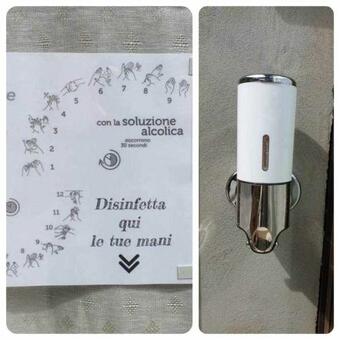 e
6
7
8
9
5
4
3
2
1
con la soluzione
alcolica
occorrono
30 secondi
12
11
10
Disinfetta
qui
le tue mani